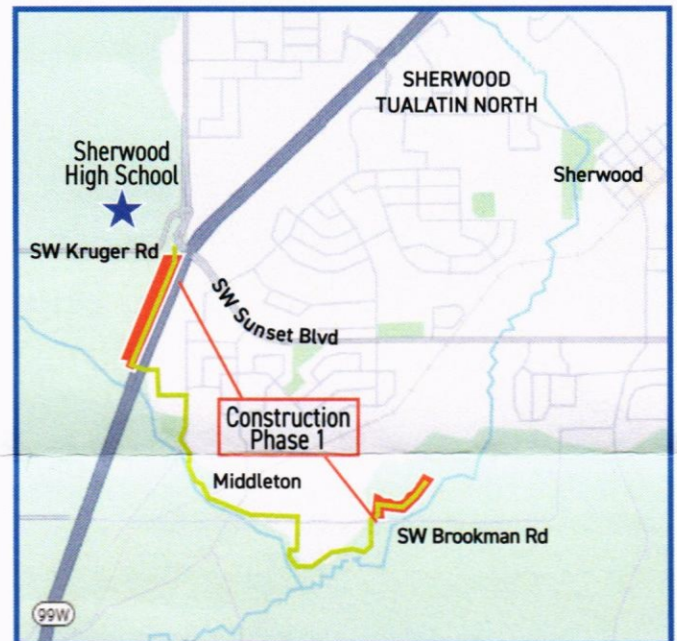 SHERWOOD
TUALATIN NORTH
Sherwood
High School
Sherwood
SW Kruger Rd
SW Sunset Blvd
Construction
Phase 1
Middleton
SW Brookman Rd
99W